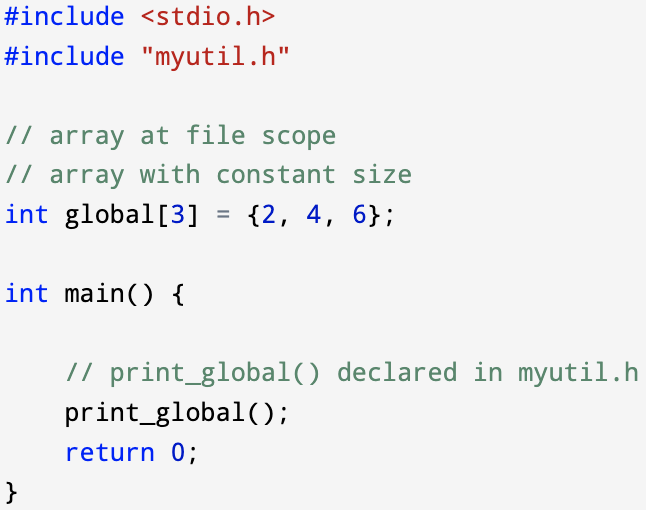 #include <stdio.h>
#include "myutil.h"

// array at file scope
// array with constant size
int global[3] = {2, 4, 6};

int main() {

    // print_global() declared in myutil.h
    print_global();
    return 0;
}